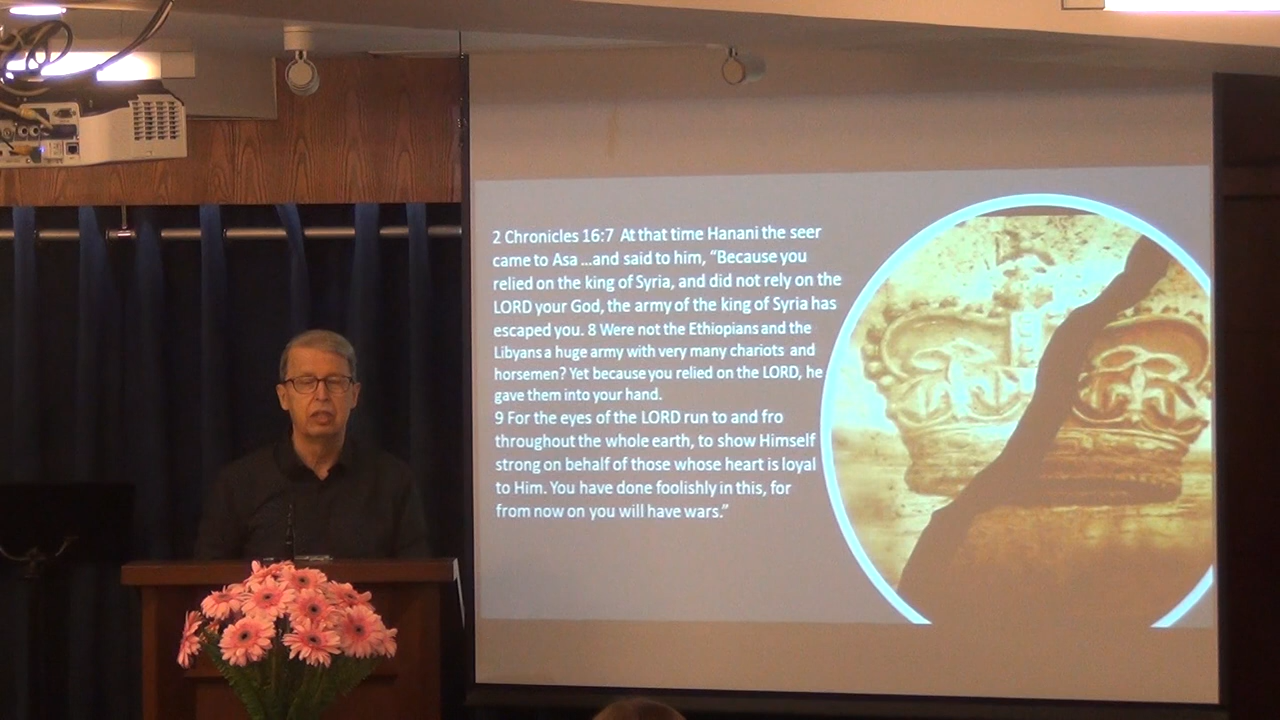 2 Chronicles 16:7 At that time Hanani the seer
came to Asa ...and said to him, “Because you
relied on the king of Syria, and did not rely on the
LORD your God, the army of the king of Syria has
escaped you. 8 Were not the Ethiopians and the
Libyans a huge army with very many chariots and
horsemen? Yet because you relied on the LORD, he
gave them into your hand.
9 For the eyes of the LORD run to and fro
throughout the whole earth, to show Himself
strong on behalf of those whose heart is loyal
to Him. You have done foolishly in this, for
from now on you will have wars.”